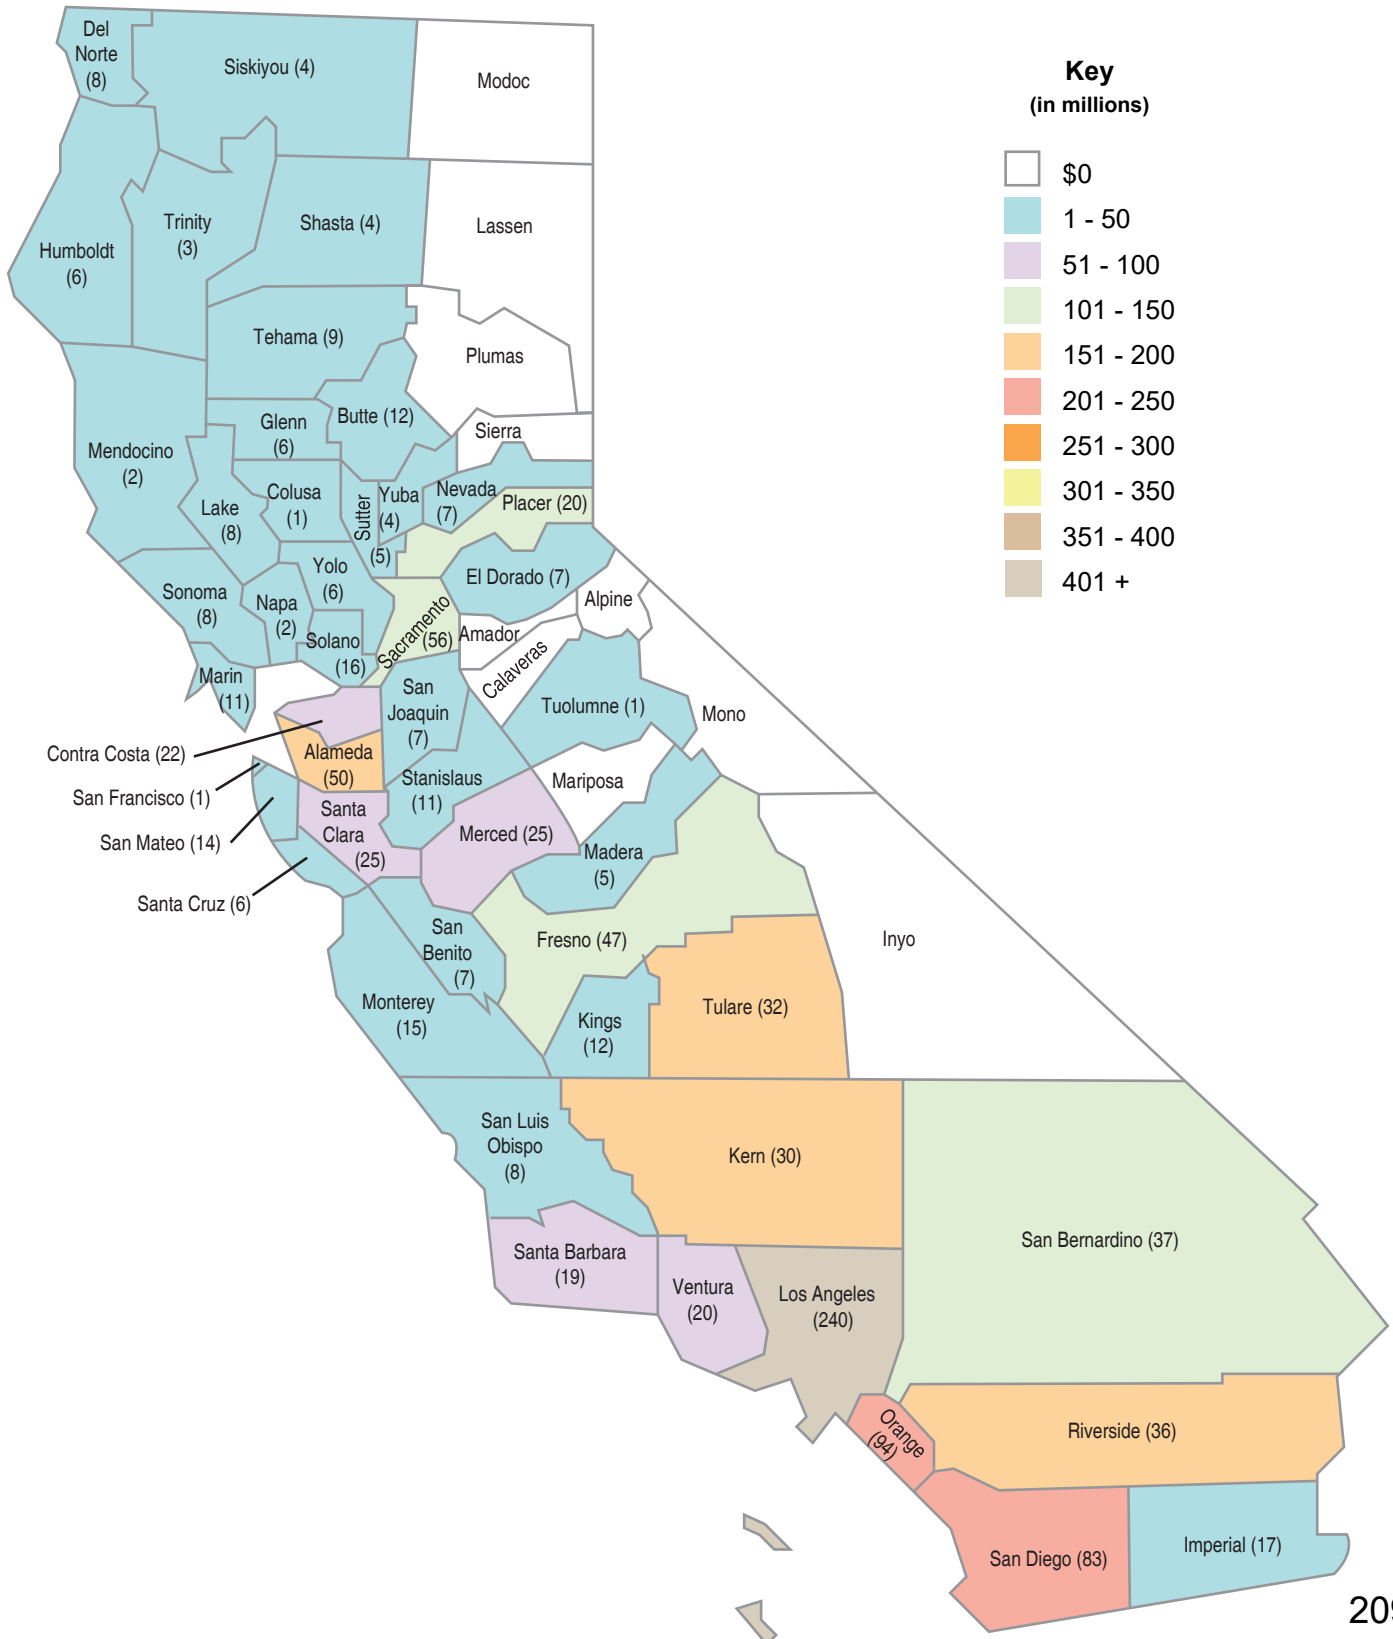 Del
Norte
(8)
Siskiyou (4)
Modoc
Key
(in millions)
$0
1 - 50
51 - 100
101 - 150
151 - 200
201 - 250
251 - 300
301 - 350
351 - 400
401 +
Humboldt
(6)
Trinity
(3)
Shasta (4)
Lassen
Tehama (9)
Plumas
Mendocino
(2)
Glenn
(6)
Butte (12)
Sierra
Lake
(8)
Colusa
(1)
Sutter
(5)
Yuba
(4)
Nevada
(7)
Placer (20)
Sonoma
(8)
Napa
(2)
Yolo
(6)
El Dorado (7)
Solano
(16)
Sacramento
(56)
Amador
Alpine
Marin
(11)
Calaveras
San
Joaquin
(7)
Tuolumne (1)
Mono
Contra Costa (22)
Alameda
(50)
Stanislaus
(11)
Mariposa
San Francisco (1)
San Mateo (14)
Santa
Clara
(25)
Merced (25)
Madera
(5)
Santa Cruz (6)
San
Benito
(7)
Fresno (47)
Inyo
Monterey
(15)
Kings
(12)
Tulare (32)
San Luis
Obispo
(8)
Kern (30)
San Bernardino (37)
Santa Barbara
(19)
Ventura
(20)
Los Angeles
(240)
Orange
(94)
Riverside (36)
San Diego (83)
Imperial (17)
209